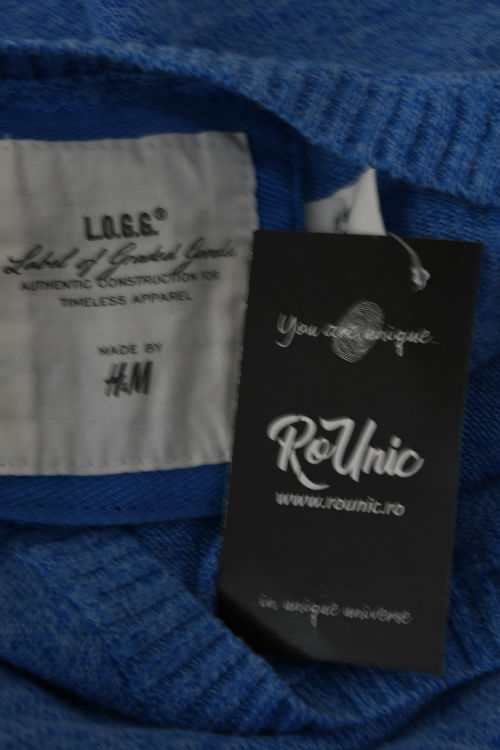 L.O.G.G.®
Label of Graded Goods
AUTHENTIC CONSTRUCTION FOR
TIMELESS APPAREL
MADE BY
H&M
You are unique
RoUnic
www.rounic.ro
in unique universe